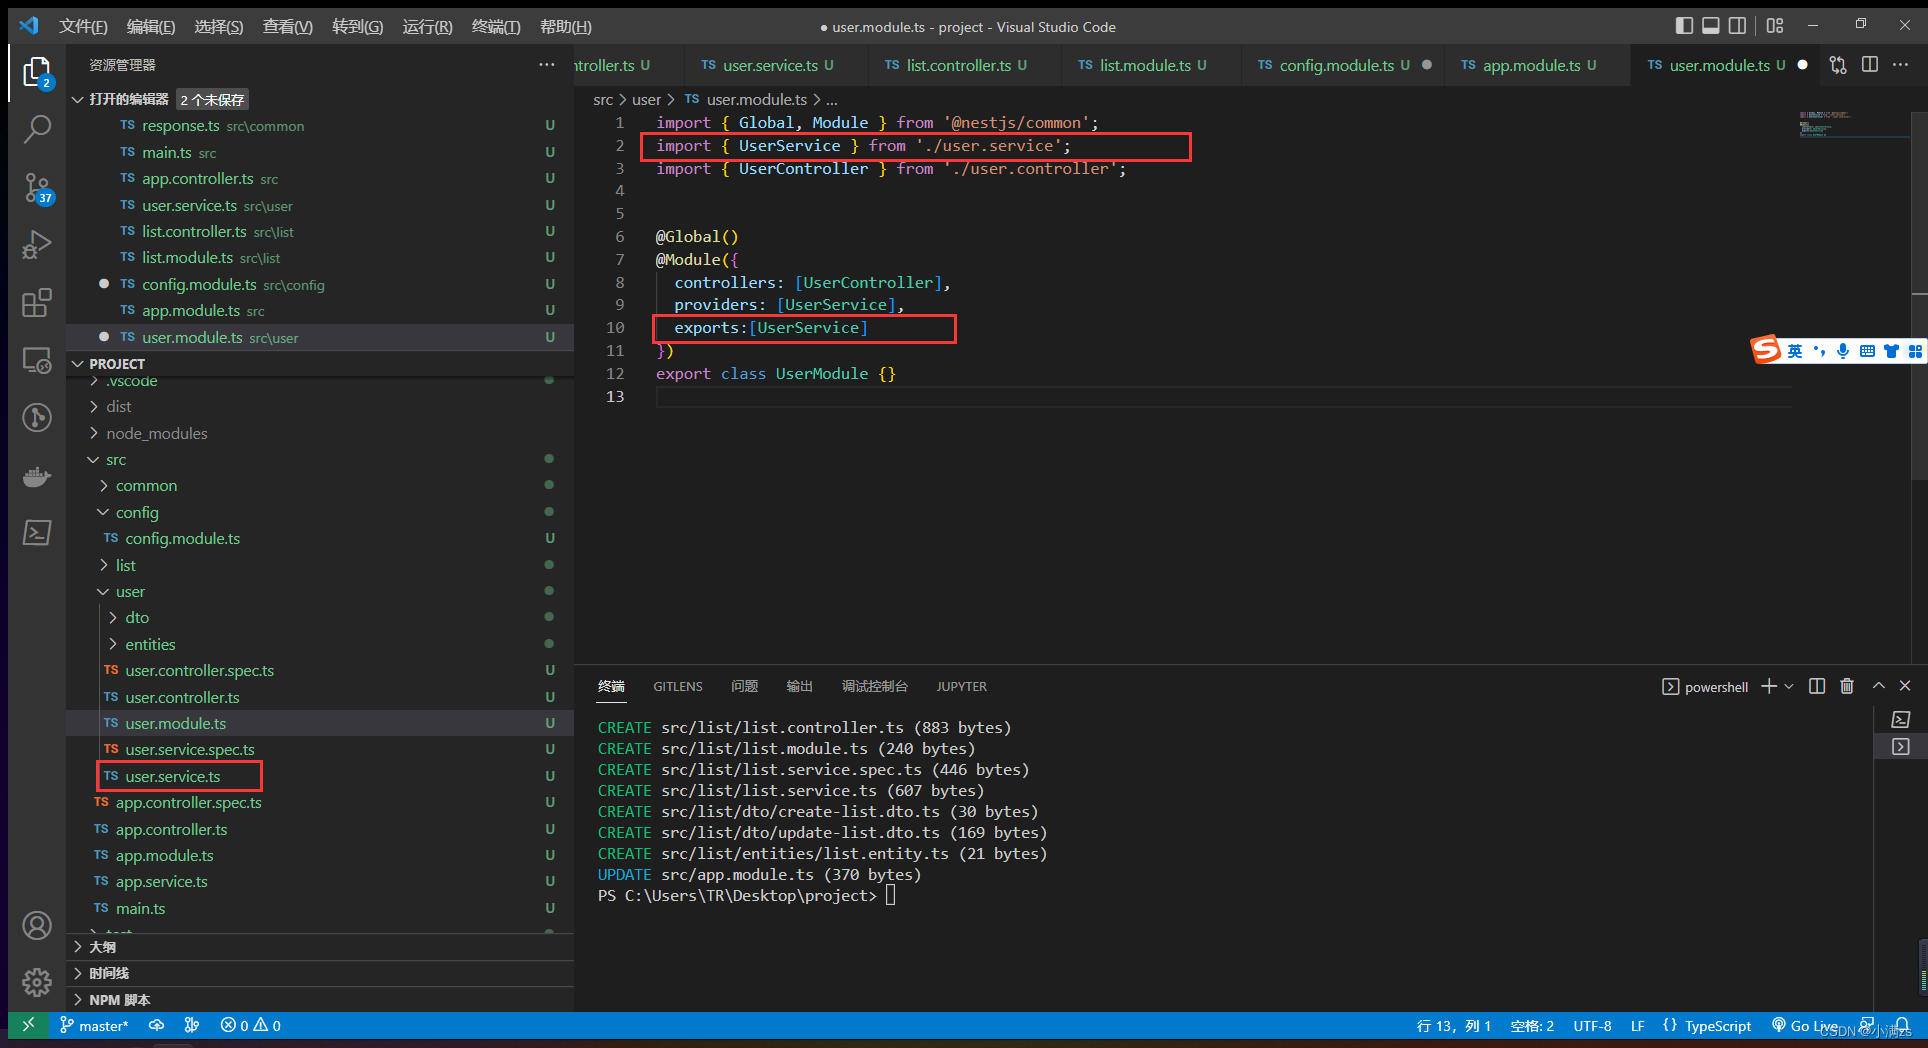 文件(F) 编辑(E) 选择(S) 查看(V) 转到(G) 运行(R) 终端(T) 帮助(H)
● user.module.ts - project - Visual Studio Code
资源管理器
打开的编辑器 2 个未保存
TS response.ts src\common U
TS main.ts src U
TS app.controller.ts src U
TS user.service.ts src\user U
TS list.controller.ts src\list U
TS list.module.ts src\list U
TS config.module.ts src\config U
TS app.module.ts src U
TS user.module.ts src\user U
PROJECT
.vscode
dist
node_modules
src
common
config
TS config.module.ts U
list
user
dto
entities
TS user.controller.spec.ts U
TS user.controller.ts U
TS user.module.ts U
TS user.service.spec.ts U
TS user.service.ts U
TS app.controller.spec.ts U
TS app.controller.ts U
TS app.module.ts U
TS app.service.ts U
TS main.ts U
test
大纲
时间线
NPM 脚本
2
37
ntroller.ts U TS user.service.ts U TS list.controller.ts U TS list.module.ts U TS config.module.ts U TS app.module.ts U TS user.module.ts U
src > user > TS user.module.ts > ...
1 import { Global, Module } from '@nestjs/common';
2 import { UserService } from './user.service';
3 import { UserController } from './user.controller';
4
5
6 @Global()
7 @Module({
8 controllers: [UserController],
9 providers: [UserService],
10 exports:[UserService]
11 })
12 export class UserModule {}
13
英
终端 GITLENS 问题 输出 调试控制台 JUPYTER
powershell
CREATE src/list/list.controller.ts (883 bytes)
CREATE src/list/list.module.ts (240 bytes)
CREATE src/list/list.service.spec.ts (446 bytes)
CREATE src/list/list.service.ts (607 bytes)
CREATE src/list/dto/create-list.dto.ts (30 bytes)
CREATE src/list/dto/update-list.dto.ts (169 bytes)
CREATE src/list/entities/list.entity.ts (21 bytes)
UPDATE src/app.module.ts (370 bytes)
PS C:\Users\TR\Desktop\project>
master* 0 0 行 13，列 1 空格: 2 UTF-8 LF {} TypeScript Go Live
CSDN @小满zs